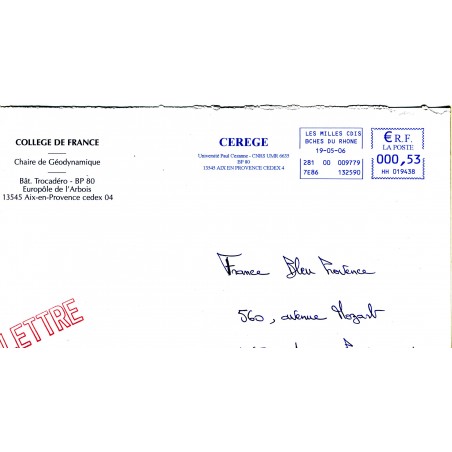 COLLEGE DE FRANCE
Chaire de Géodynamique
Bât. Trocadéro - BP 80
Europôle de l'Arbois
13545 Aix-en-Provence cedex 04
CEREGE
Université Paul Cezanne - CNRS UMR 6635
BP 80
13545 AIX EN PROVENCE CEDEX 4
LES MILLES CDIS
BCHES DU RHONE
19-05-06
281 00 009779
7E86 132590
€ R.F.
LA POSTE
000,53
HH 019438
France Bleu Provence
560, avenue Mozart
LETTRE